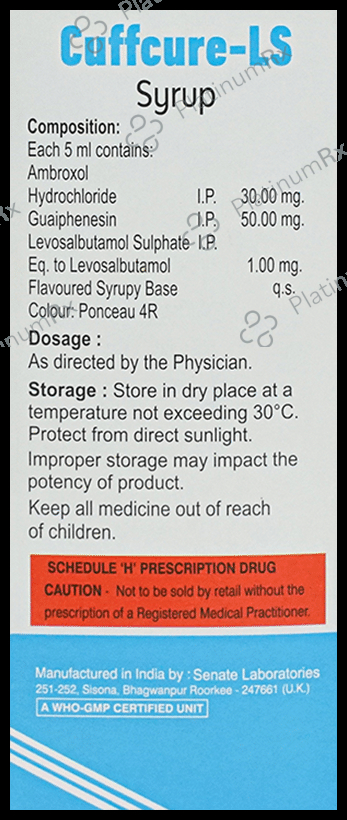 Cuffcure-LS
Syrup
Composition:
Each 5 ml contains:
Ambroxol
Hydrochloride I.P. 30.00 mg.
Guaiphenesin I.P. 50.00 mg.
Levosalbutamol Sulphate I.P.
Eq. to Levosalbutamol 1.00 mg.
Flavoured Syrupy Base q.s.
Colour: Ponceau 4R
Dosage :
As directed by the Physician.
Storage : Store in dry place at a
temperature not exceeding 30°C.
Protect from direct sunlight.
Improper storage may impact the
potency of product.
Keep all medicine out of reach
of children.
SCHEDULE 'H' PRESCRIPTION DRUG
CAUTION - Not to be sold by retail without the
prescription of a Registered Medical Practitioner.
Manufactured in India by : Senate Laboratories
251-252, Sisona, Bhagwanpur Roorkee - 247661 (U.K.)
A WHO-GMP CERTIFIED UNIT
PlatinumRx